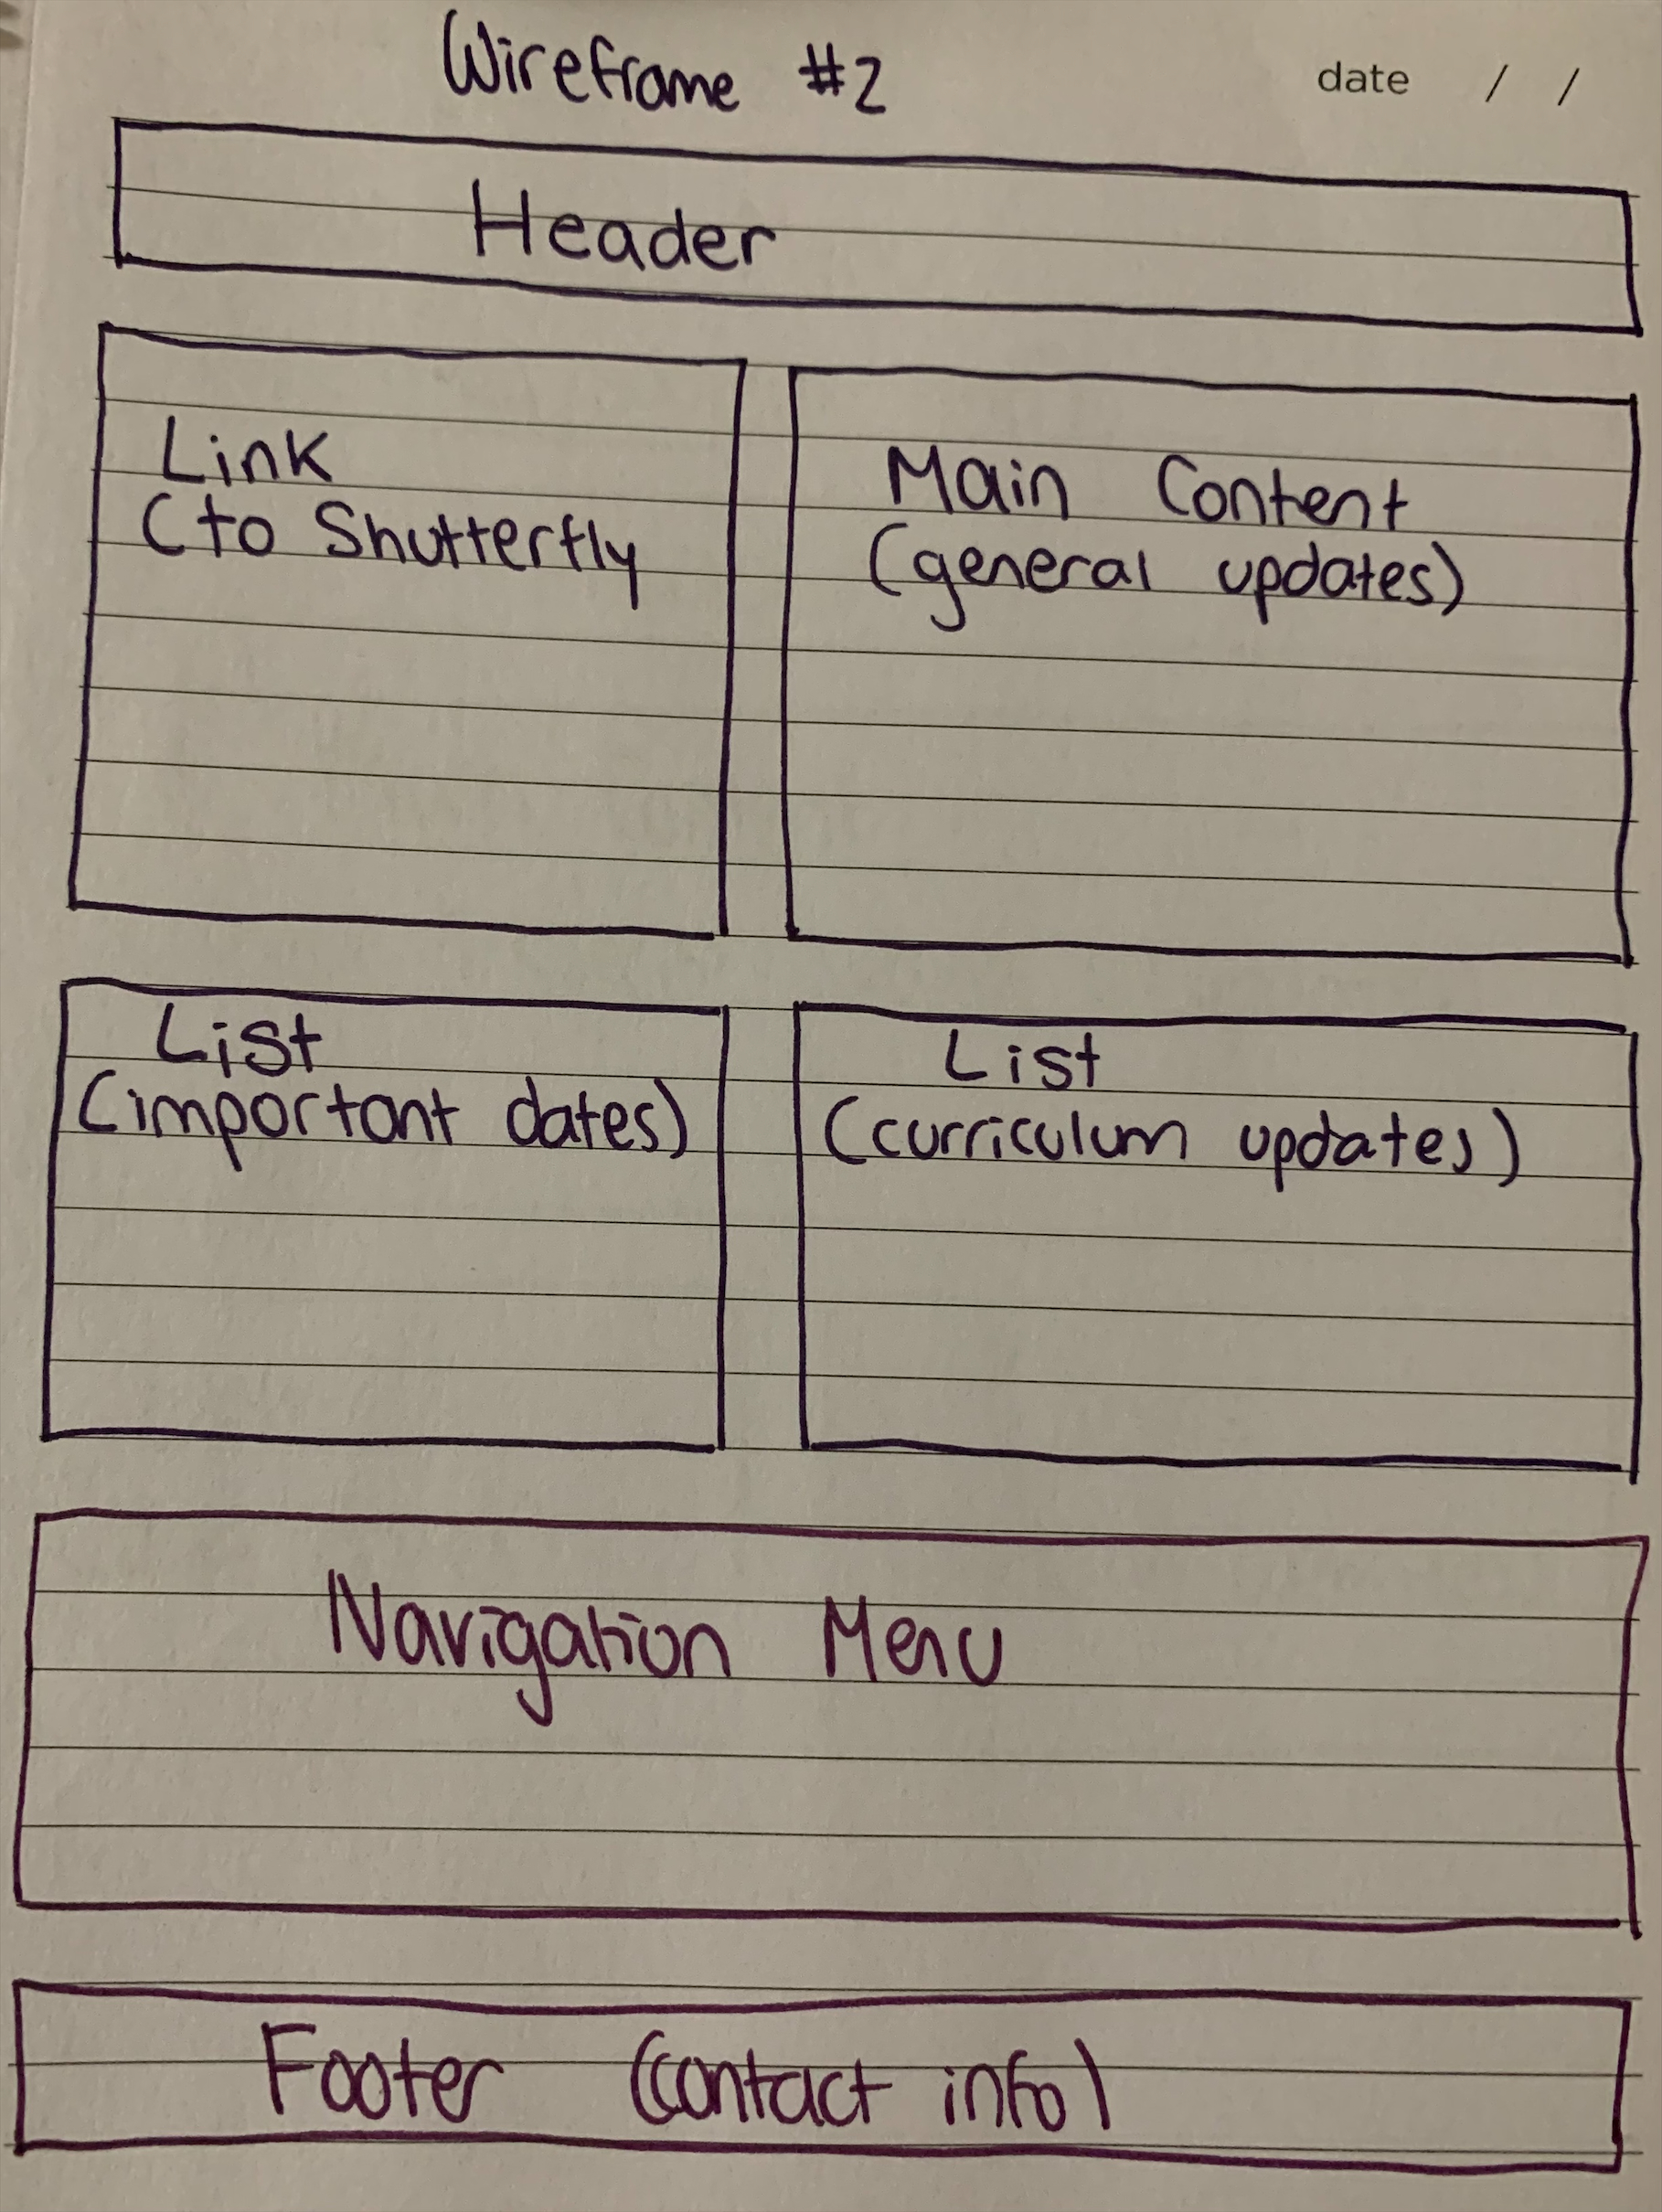 Wireframe #2
date / /
Header
Link
(to Shutterfly
Main Content
(general updates)
List
(important dates)
List
(curriculum updates)
Navigation Menu
Footer (contact info)